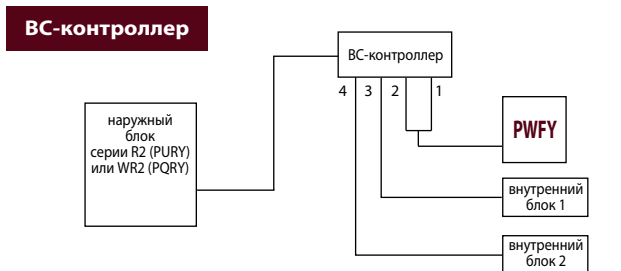 ВС-контроллер
ВС-контроллер
4 3 2 1
наружный
блок
серии R2 (PURY)
или WR2 (PQRY)
PWFY
внутренний
блок 1
внутренний
блок 2